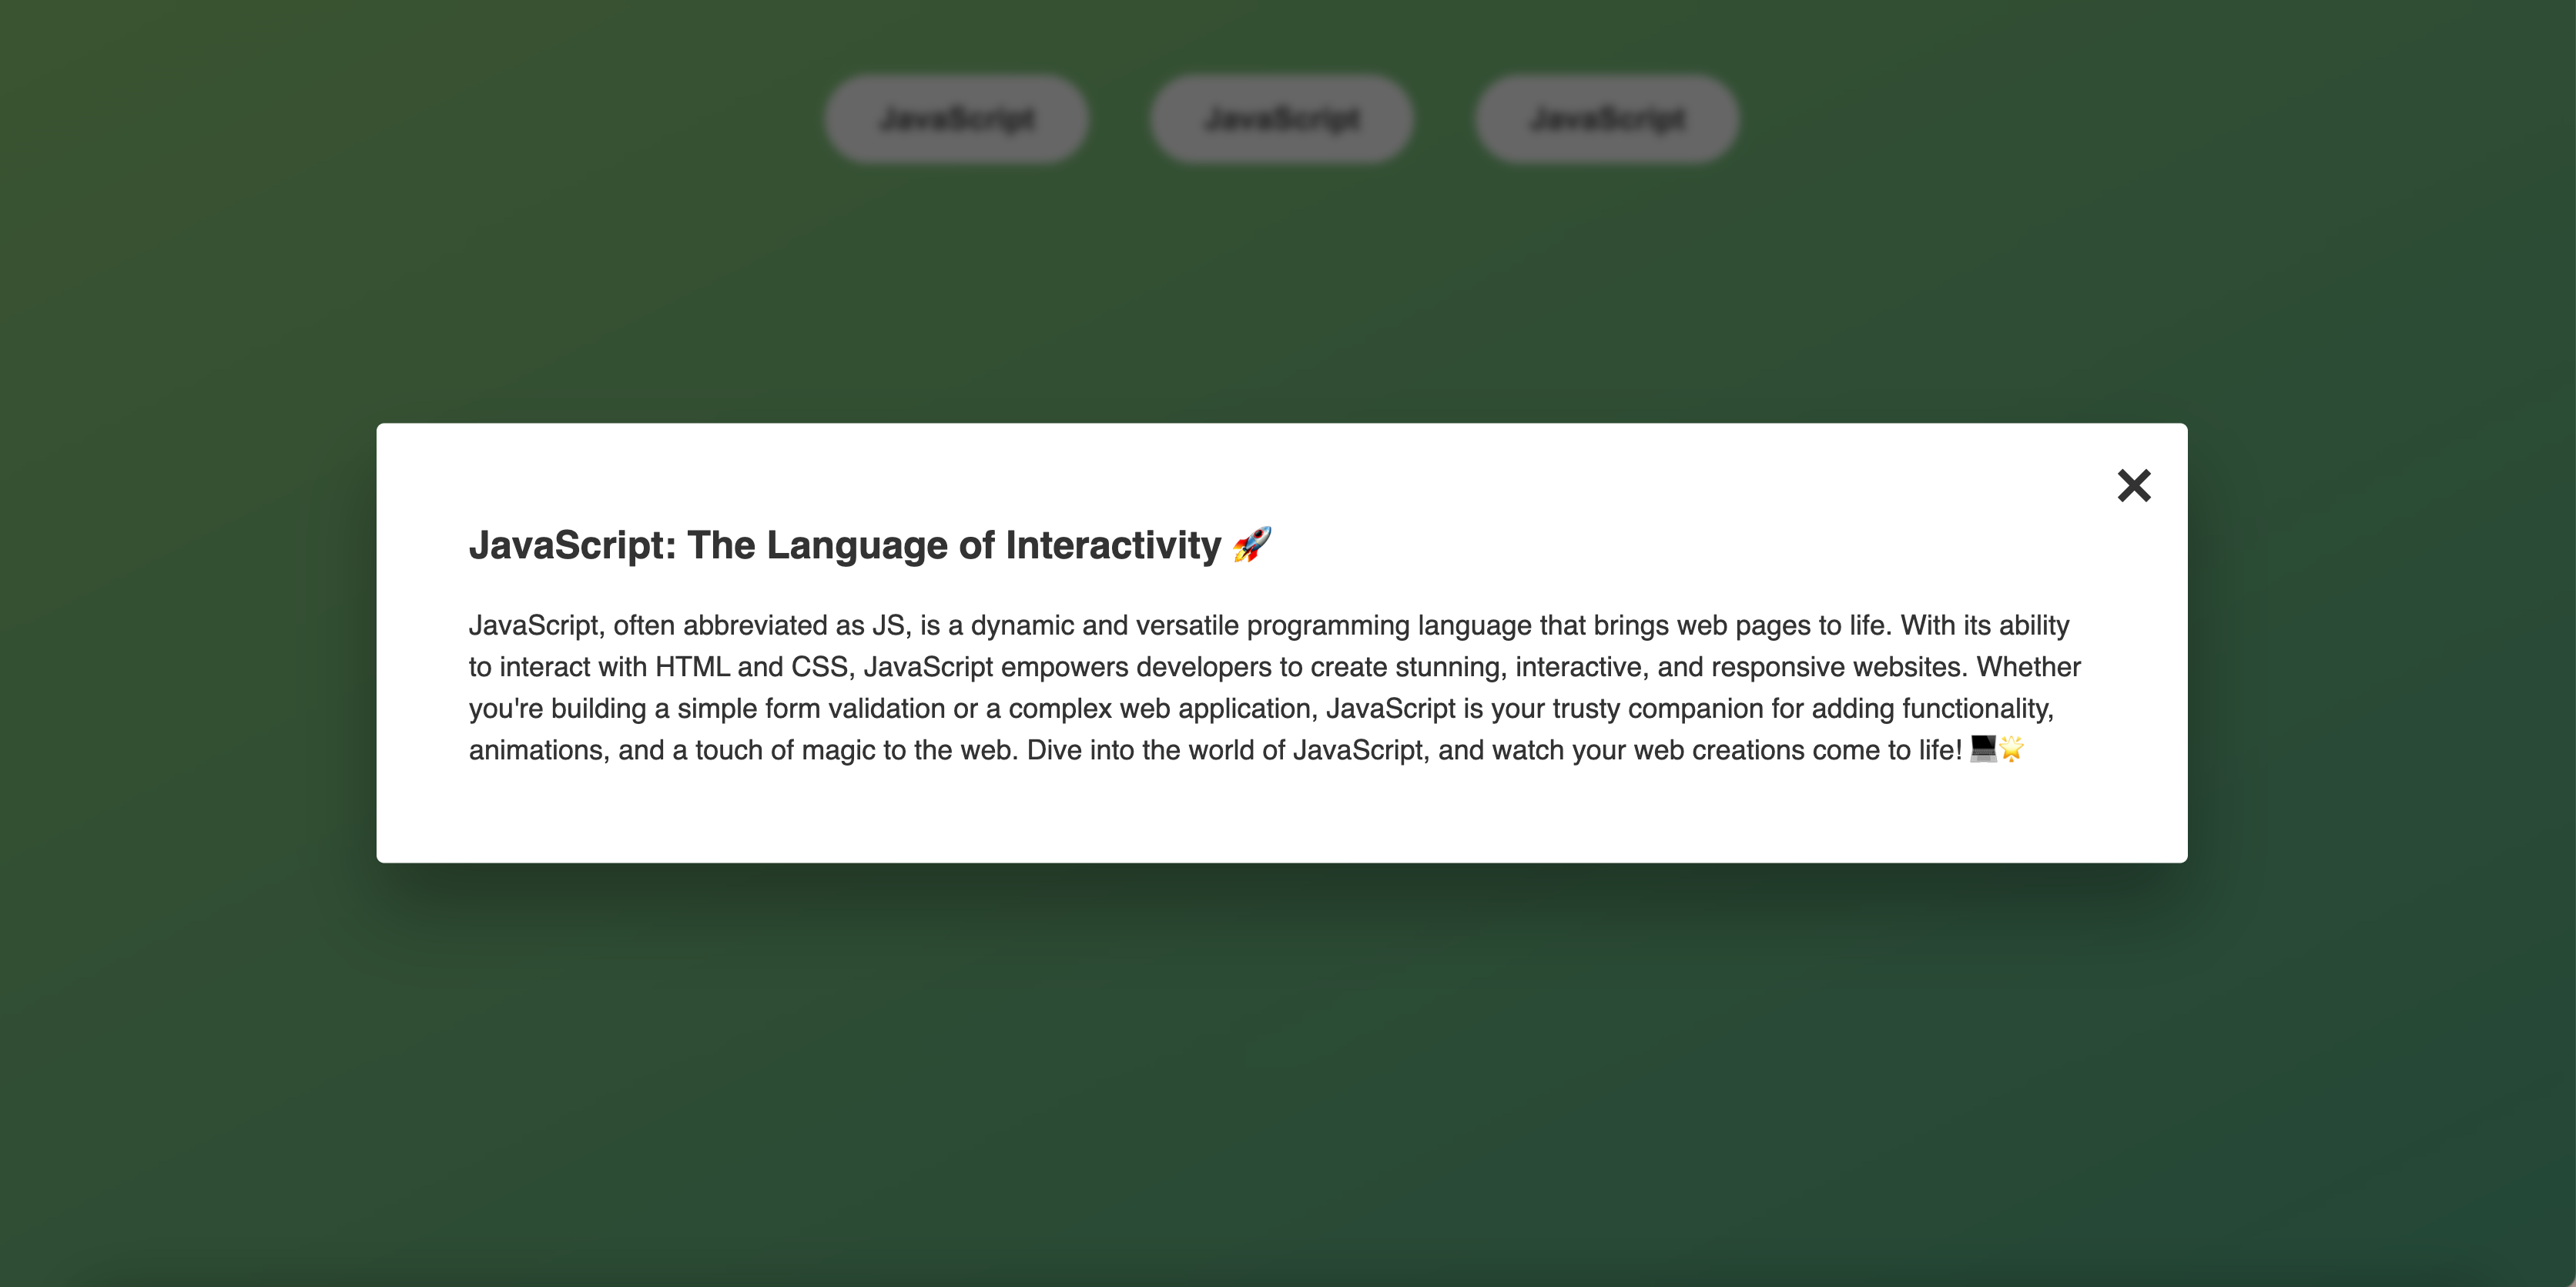 JavaScript JavaScript JavaScript
JavaScript: The Language of Interactivity 🚀
JavaScript, often abbreviated as JS, is a dynamic and versatile programming language that brings web pages to life. With its ability
to interact with HTML and CSS, JavaScript empowers developers to create stunning, interactive, and responsive websites. Whether
you're building a simple form validation or a complex web application, JavaScript is your trusty companion for adding functionality,
animations, and a touch of magic to the web. Dive into the world of JavaScript, and watch your web creations come to life! 💻🌟